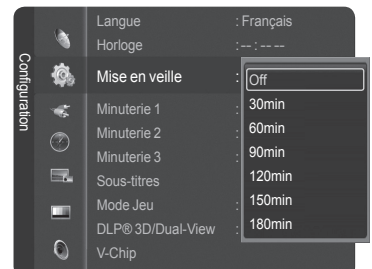 Configuration
Langue : Français
Horloge : -- : -- --
Mise en veille :
Off
30min
60min
90min
120min
150min
180min
Minuterie 1 :
Minuterie 2 :
Minuterie 3 :
Sous-titres
Mode Jeu :
DLP® 3D/Dual-View :
V-Chip